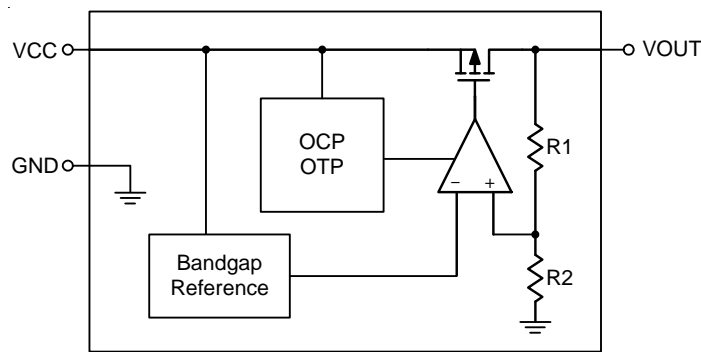 VCC
VOUT
OCP
OTP
R1
GND
− +
Bandgap
Reference
R2